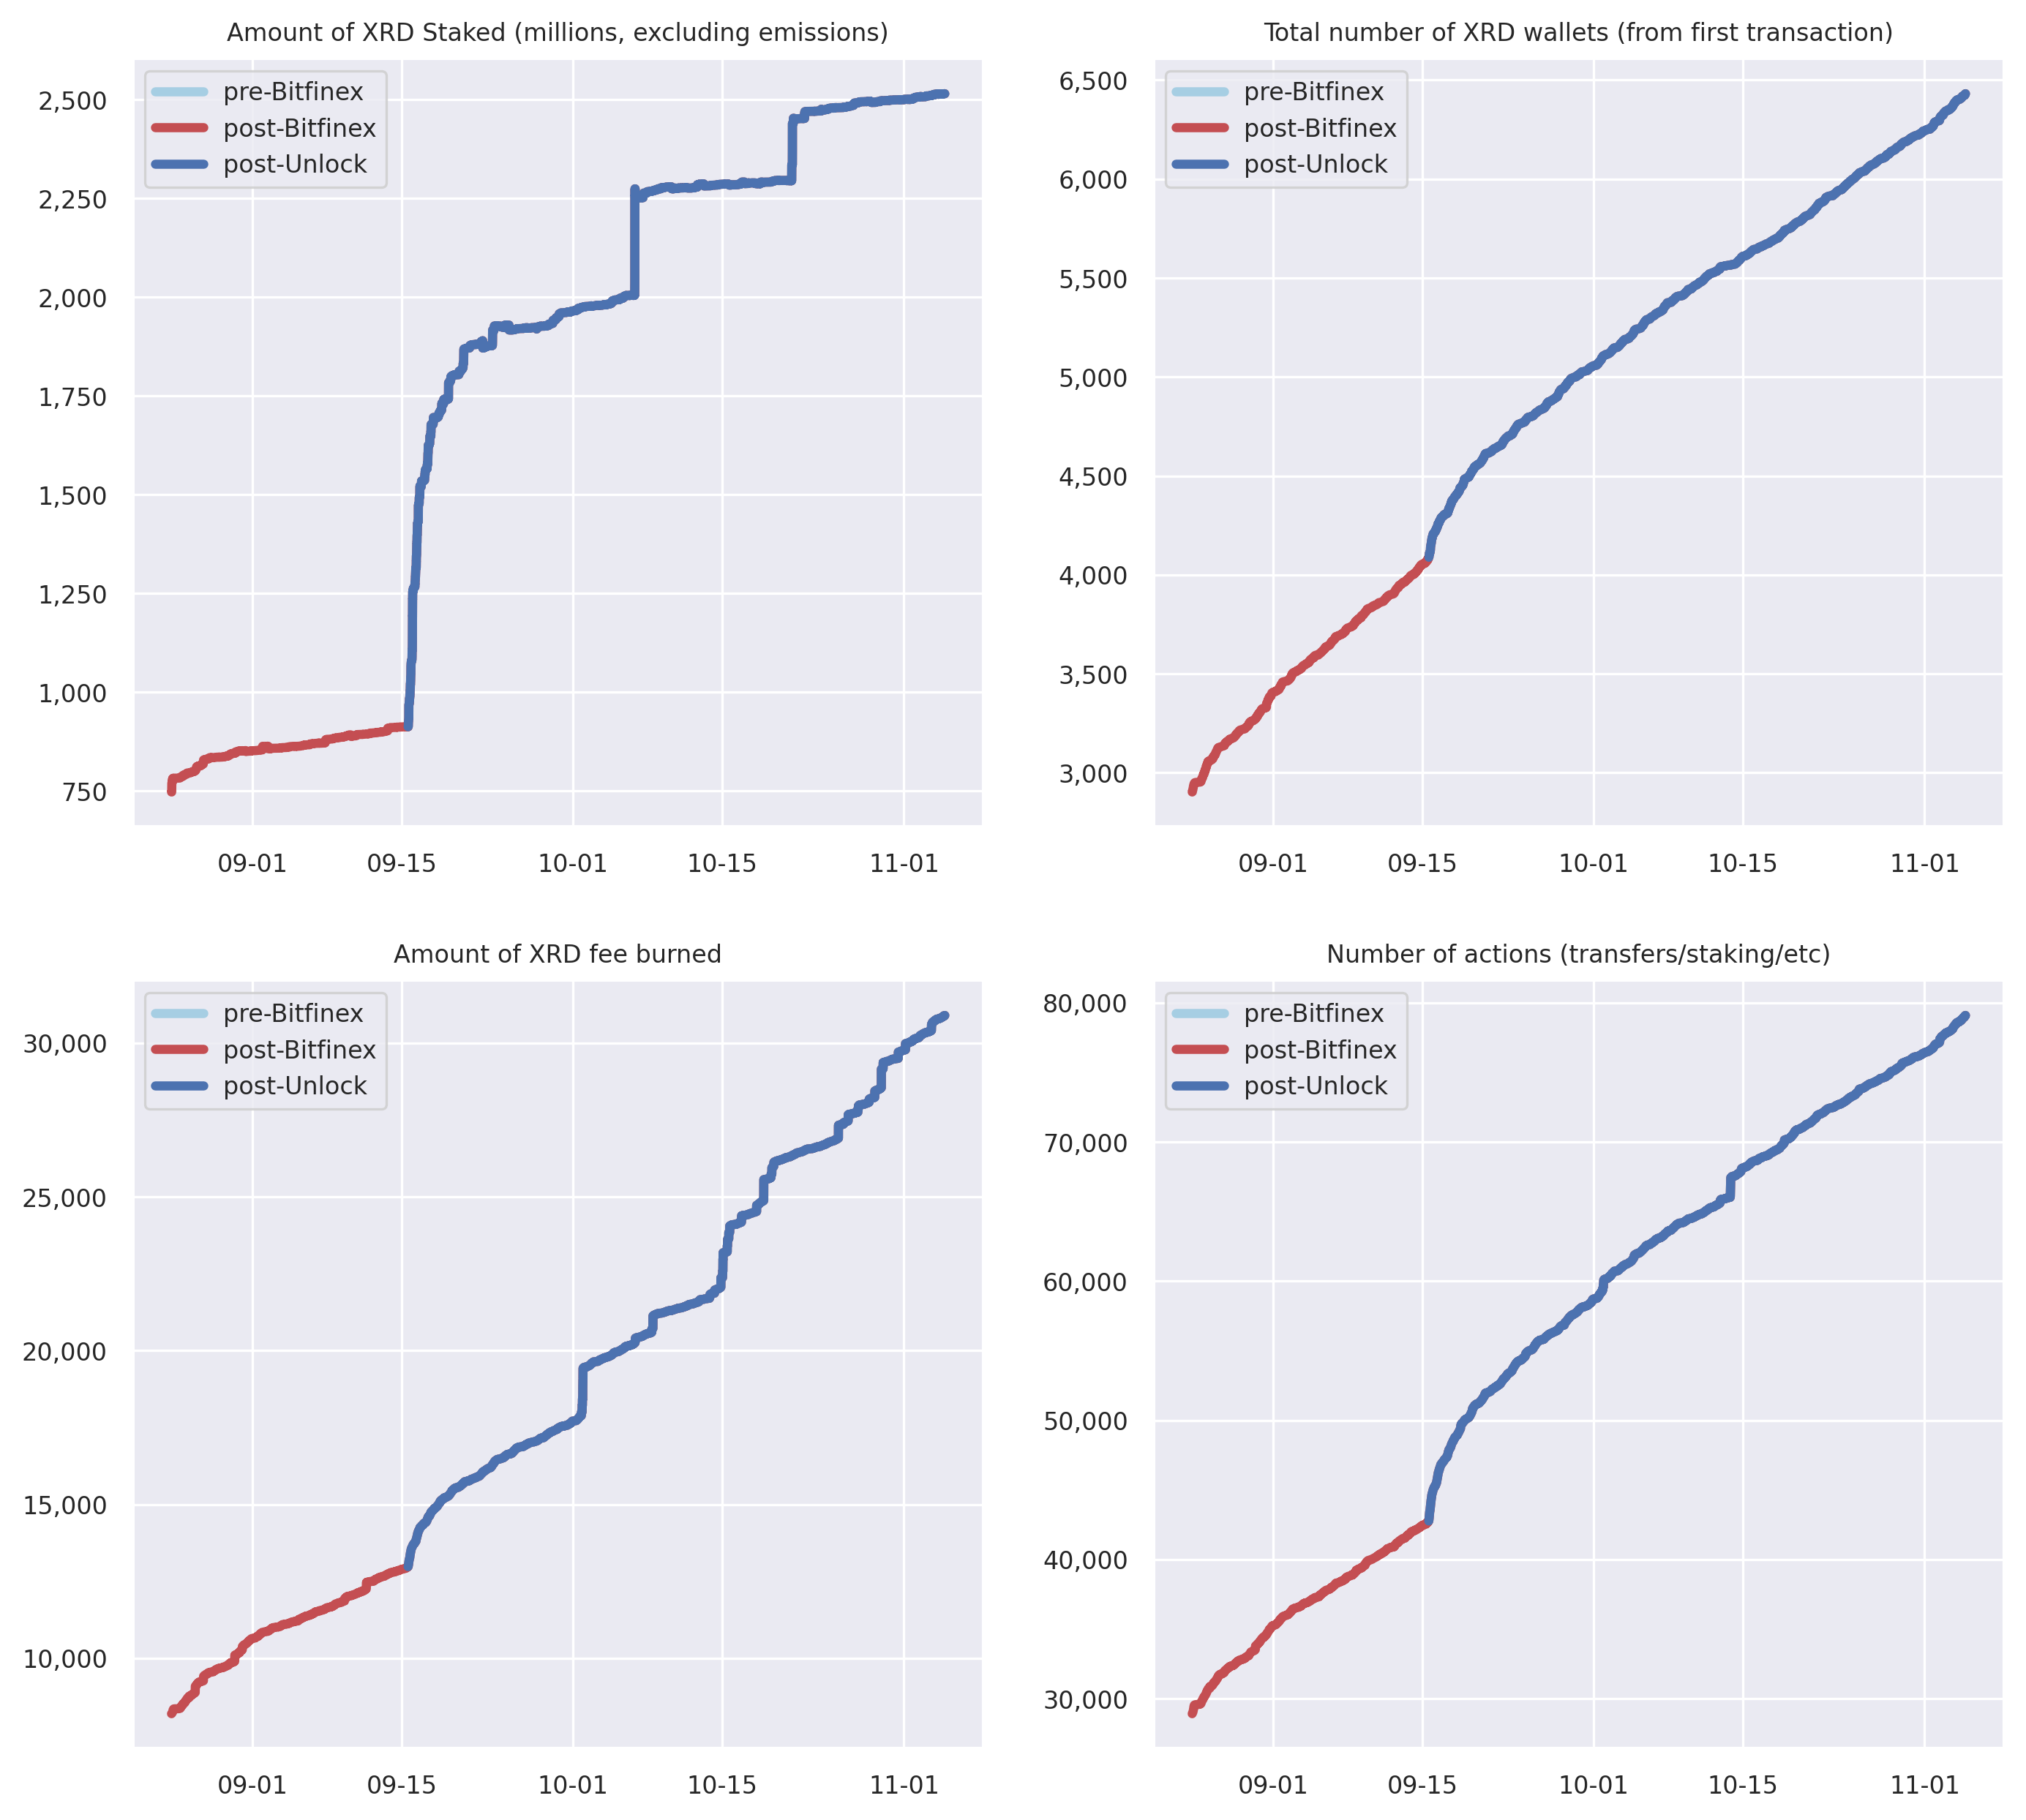 Amount of XRD Staked (millions, excluding emissions)
pre-Bitfinex
post-Bitfinex
post-Unlock
2,500
2,250
2,000
1,750
1,500
1,250
1,000
750
09-01 09-15 10-01 10-15 11-01
Total number of XRD wallets (from first transaction)
pre-Bitfinex
post-Bitfinex
post-Unlock
6,500
6,000
5,500
5,000
4,500
4,000
3,500
3,000
09-01 09-15 10-01 10-15 11-01
Amount of XRD fee burned
pre-Bitfinex
post-Bitfinex
post-Unlock
30,000
25,000
20,000
15,000
10,000
09-01 09-15 10-01 10-15 11-01
Number of actions (transfers/staking/etc)
pre-Bitfinex
post-Bitfinex
post-Unlock
80,000
70,000
60,000
50,000
40,000
30,000
09-01 09-15 10-01 10-15 11-01